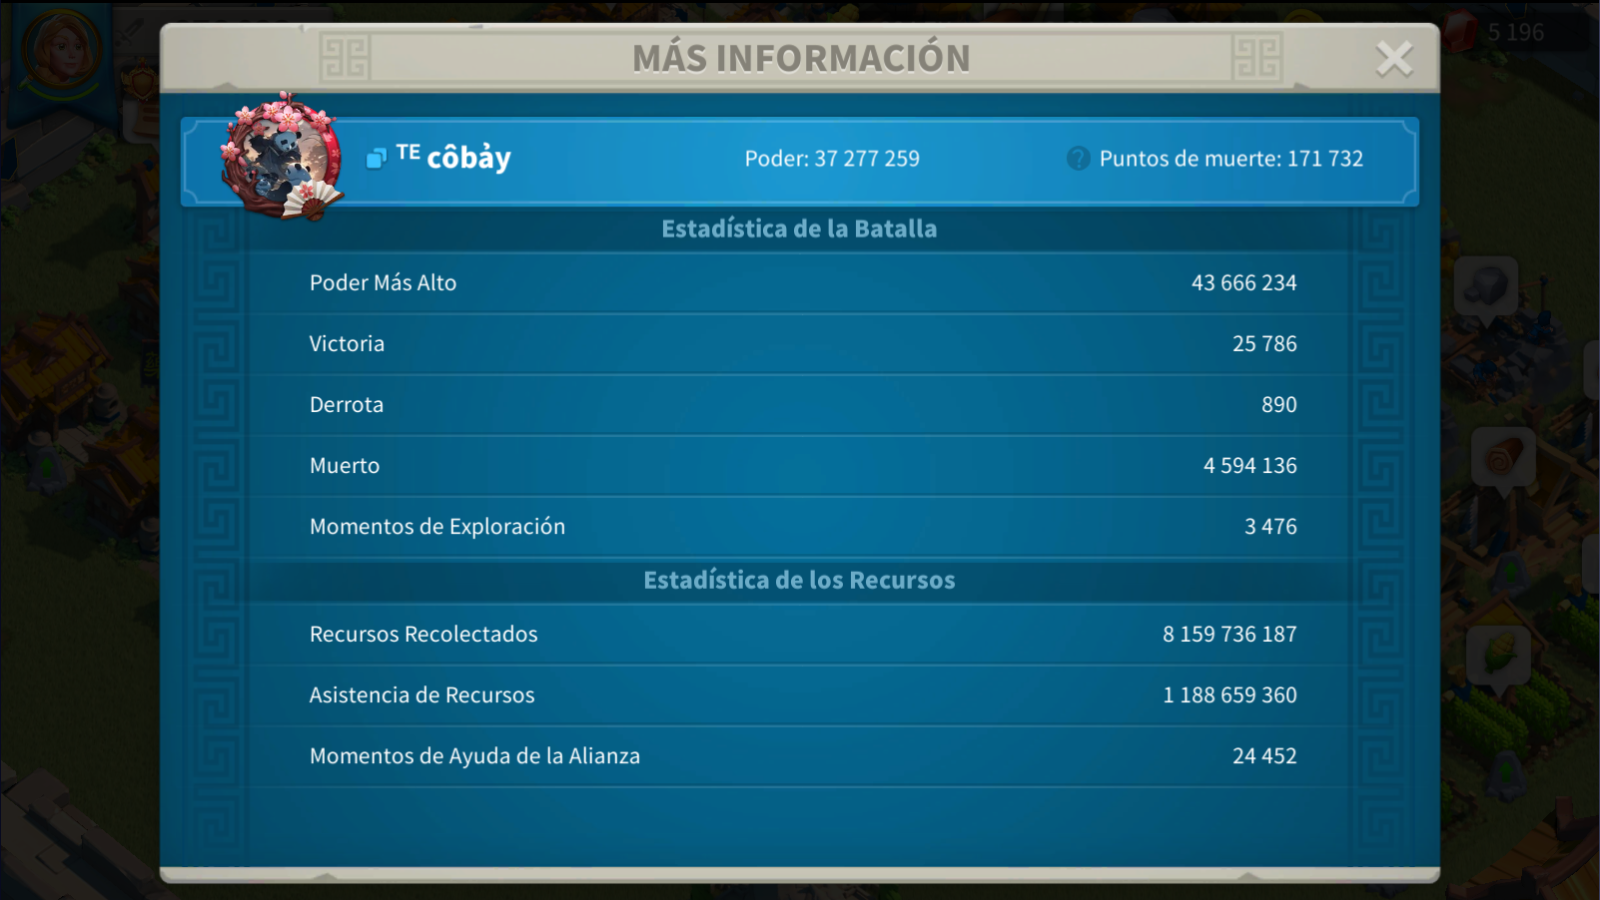 5 196
MÁS INFORMACIÓN
ᵀᴱ côbảy
Poder: 37 277 259
? Puntos de muerte: 171 732
Estadística de la Batalla
Poder Más Alto 43 666 234
Victoria 25 786
Derrota 890
Muerto 4 594 136
Momentos de Exploración 3 476
Estadística de los Recursos
Recursos Recolectados 8 159 736 187
Asistencia de Recursos 1 188 659 360
Momentos de Ayuda de la Alianza 24 452